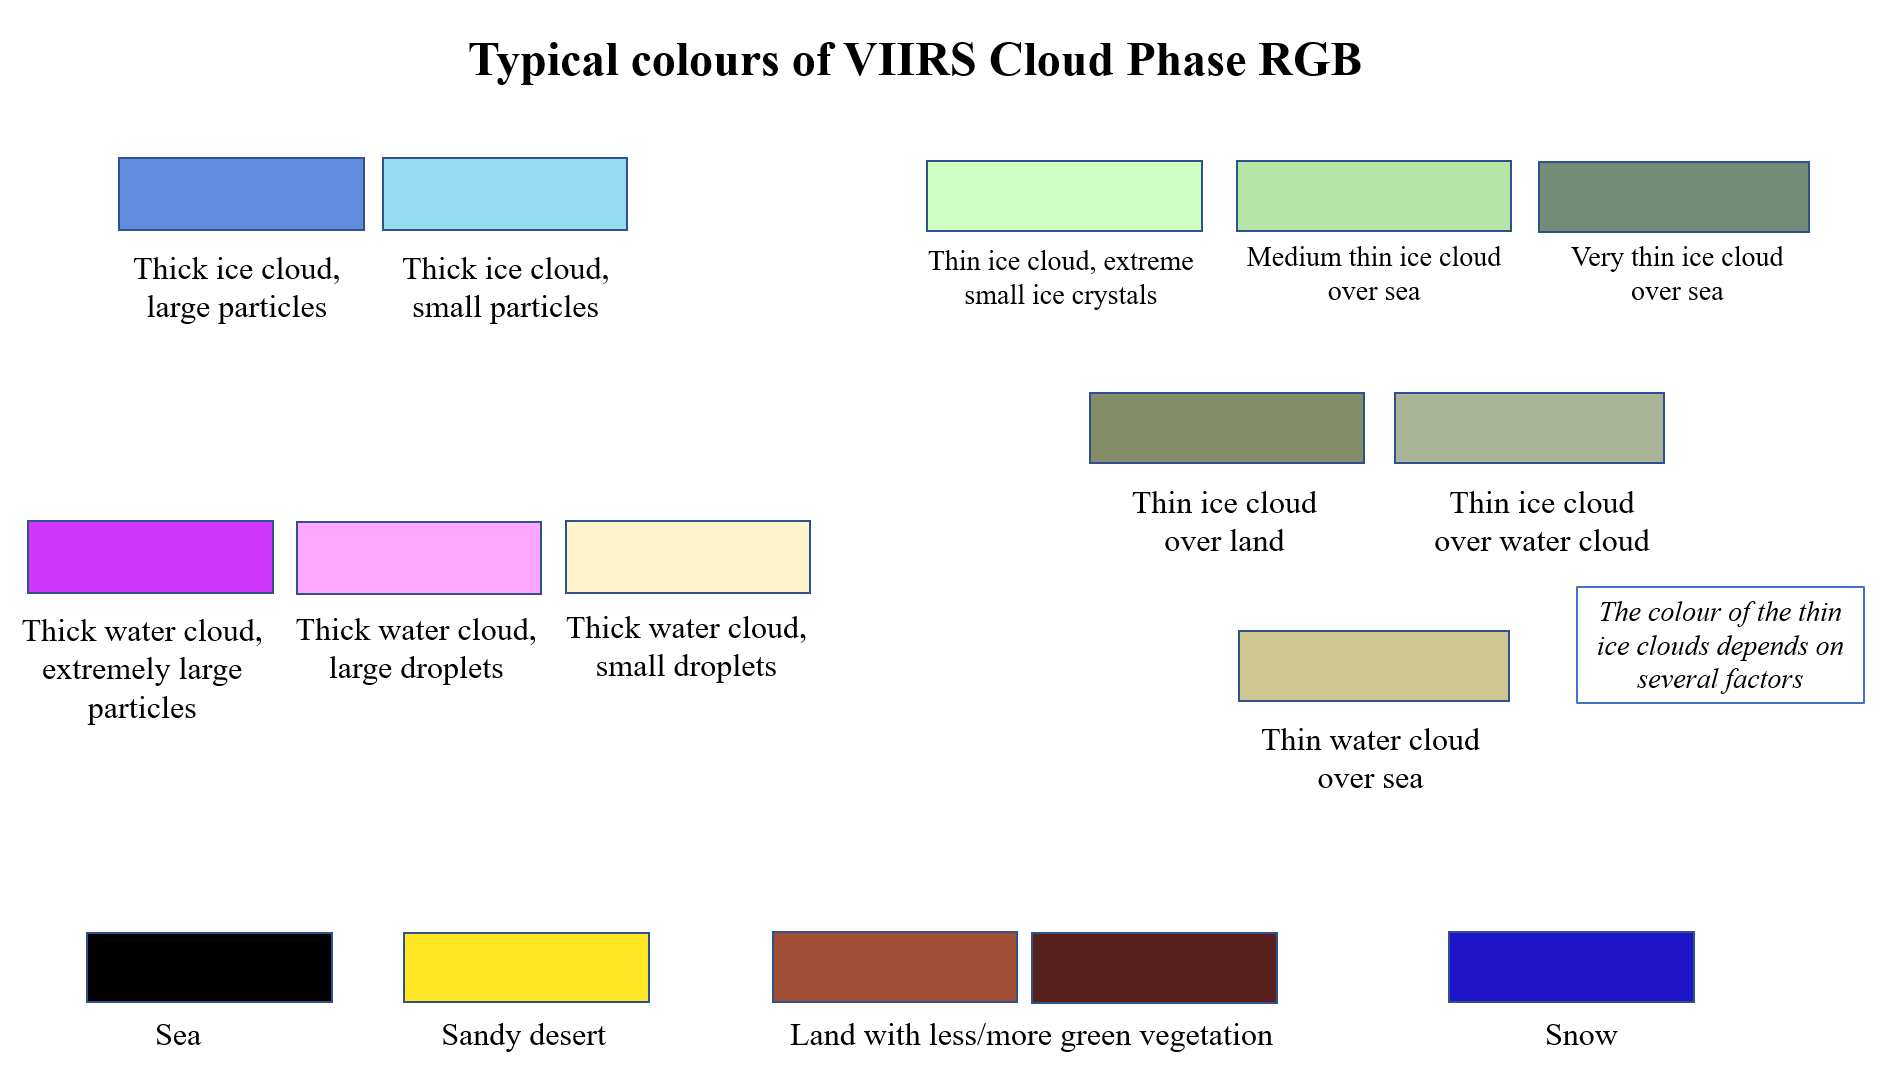 Typical colours of VIIRS Cloud Phase RGB
Thick ice cloud,
large particles
Thick ice cloud,
small particles
Thin ice cloud, extreme
small ice crystals
Medium thin ice cloud
over sea
Very thin ice cloud
over sea
Thin ice cloud
over land
Thin ice cloud
over water cloud
Thick water cloud,
extremely large
particles
Thick water cloud,
large droplets
Thick water cloud,
small droplets
The colour of the thin
ice clouds depends on
several factors
Thin water cloud
over sea
Sea
Sandy desert
Land with less/more green vegetation
Snow